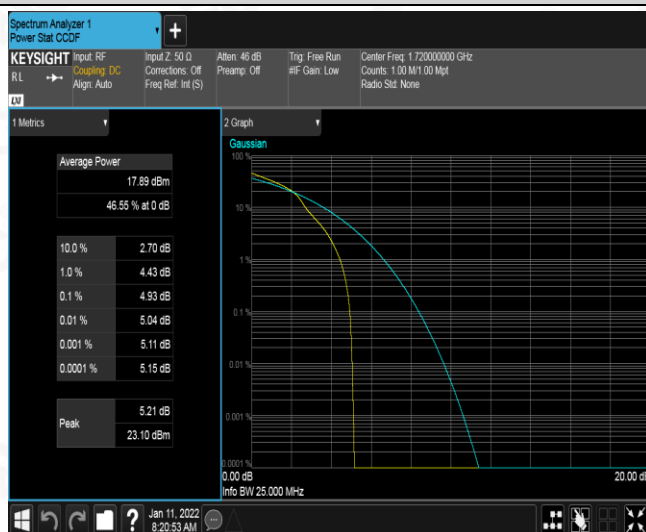 Spectrum Analyzer 1
Power Stat CCDF
+
KEYSIGHT
RL
LXI
Input: RF
Coupling: DC
Align: Auto
Input Z: 50 Ω
Corrections: Off
Freq Ref: Int (S)
Atten: 46 dB
Preamp: Off
Trig: Free Run
#IF Gain: Low
Center Freq: 1.720000000 GHz
Counts: 1.00 M/1.00 Mpt
Radio Std: None
1 Metrics
Average Power
17.89 dBm
46.55 % at 0 dB
10.0 % 2.70 dB
1.0 % 4.43 dB
0.1 % 4.93 dB
0.01 % 5.04 dB
0.001 % 5.11 dB
0.0001 % 5.15 dB
Peak
5.21 dB
23.10 dBm
2 Graph
Gaussian
100 %
10 %
1 %
0.1 %
0.01 %
0.001 %
0.0001 %
0.00 dB
20.00 dB
Info BW 25.000 MHz
?
Jan 11, 2022
8:20:53 AM